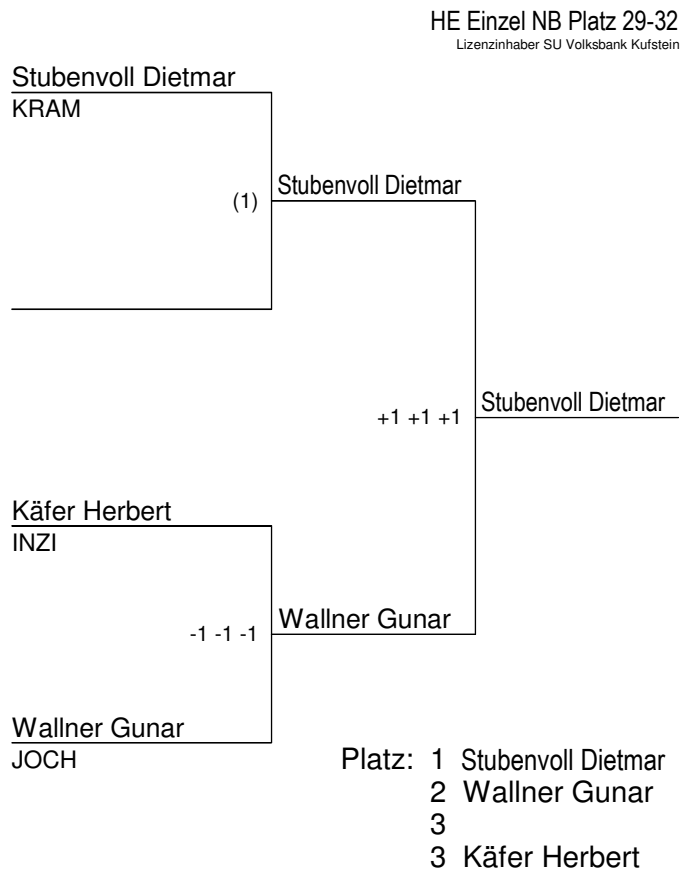 HE Einzel NB Platz 29-32
Lizenzinhaber SU Volksbank Kufstein
Stubenvoll Dietmar
KRAM
(1)
Stubenvoll Dietmar
+1 +1 +1
Stubenvoll Dietmar
Käfer Herbert
INZI
-1 -1 -1
Wallner Gunar
Wallner Gunar
JOCH
Platz: 1 Stubenvoll Dietmar
2 Wallner Gunar
3
3 Käfer Herbert